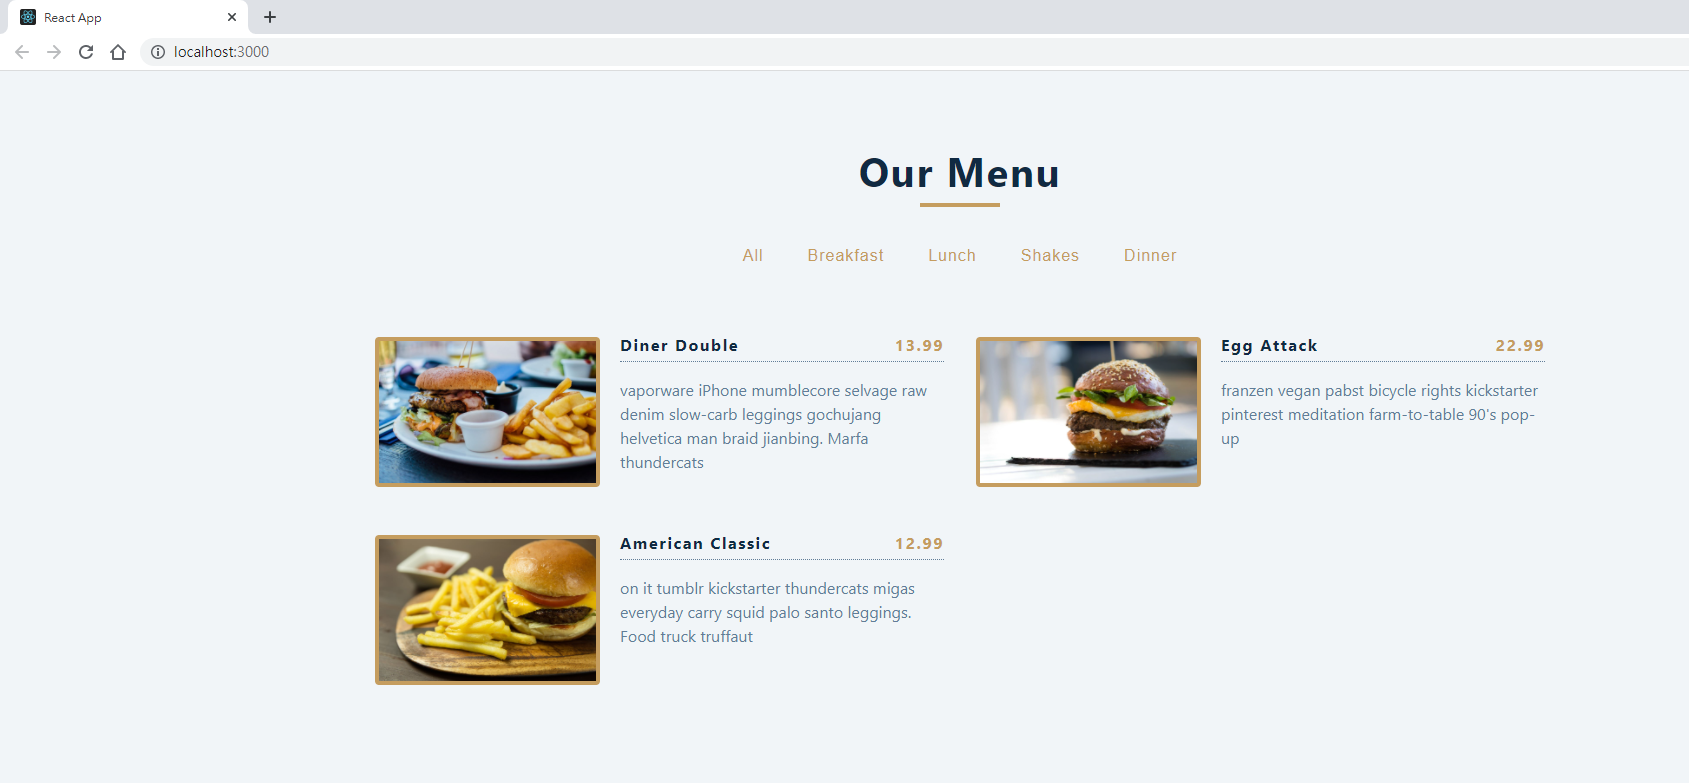 React App
localhost:3000
Our Menu
All Breakfast Lunch Shakes Dinner
Diner Double 13.99
vaporware iPhone mumblecore selvage raw
denim slow-carb leggings gochujang
helvetica man braid jianbing. Marfa
thundercats
Egg Attack 22.99
franzen vegan pabst bicycle rights kickstarter
pinterest meditation farm-to-table 90's pop-
up
American Classic 12.99
on it tumblr kickstarter thundercats migas
everyday carry squid palo santo leggings.
Food truck truffaut